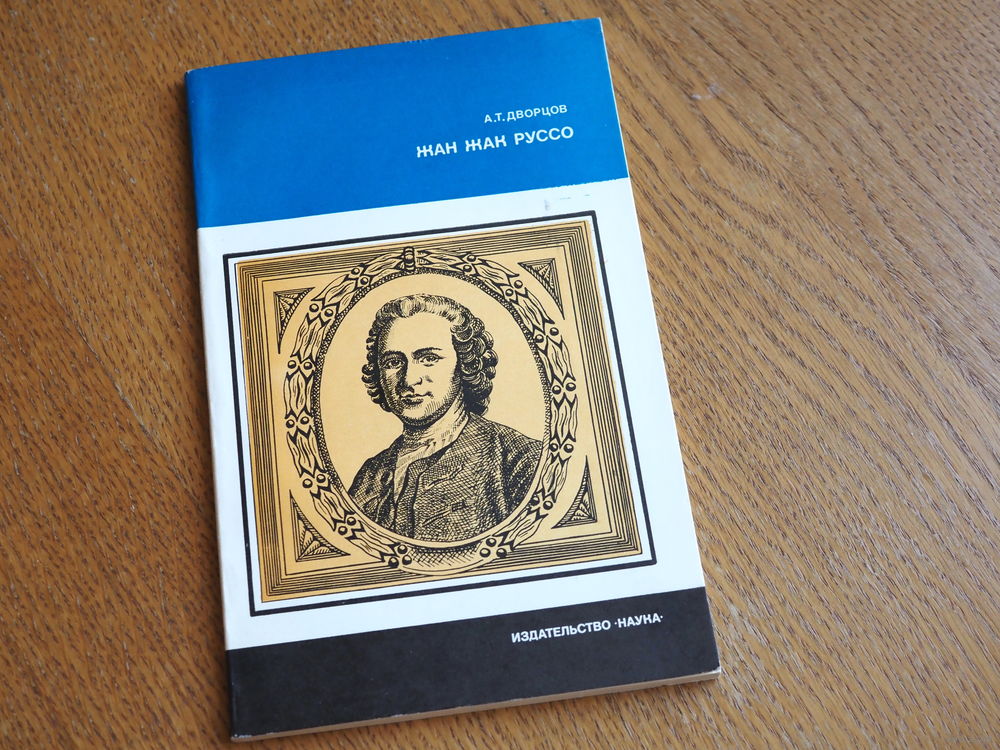 А.Т. ДВОРЦОВ
ЖАН ЖАК РУССО
ИЗДАТЕЛЬСТВО ·НАУКА·